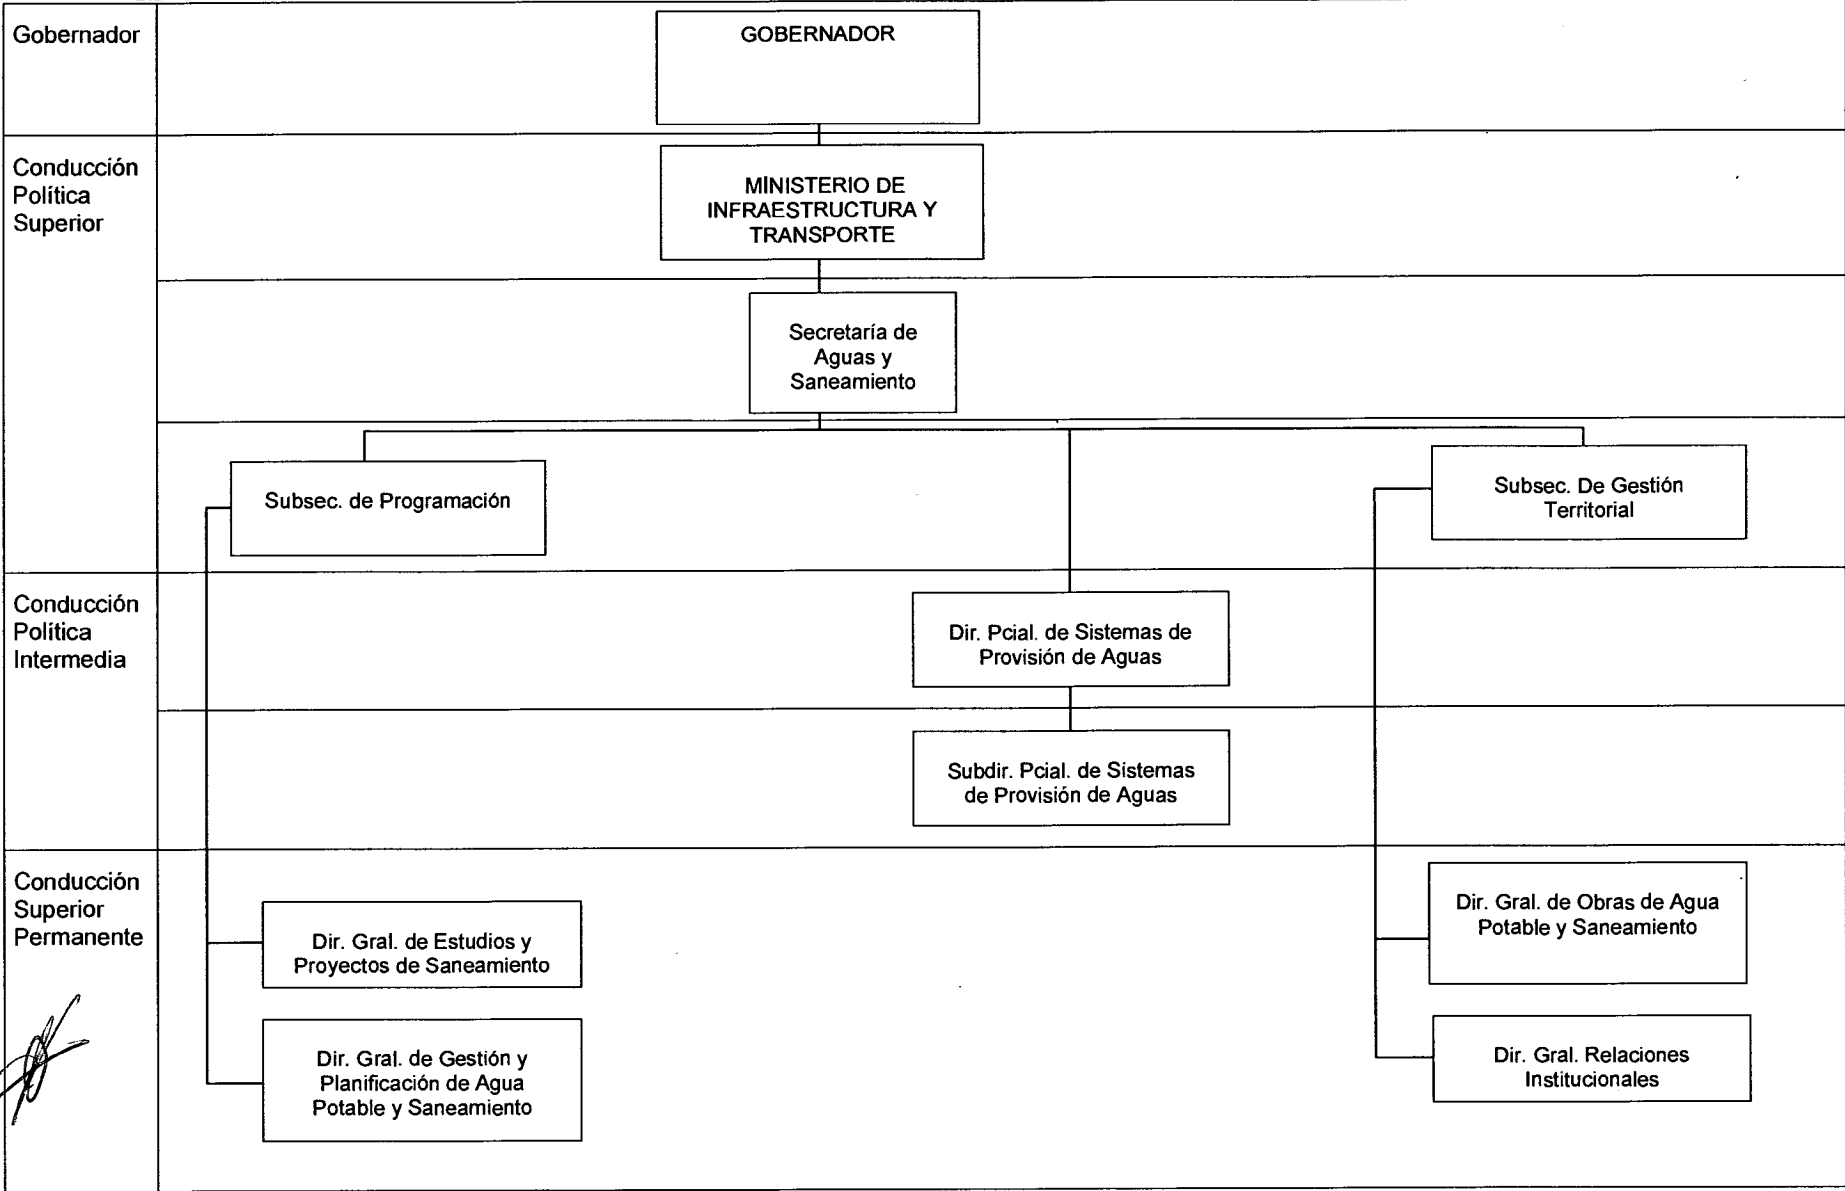 Gobernador
GOBERNADOR
Conducción
Política
Superior
MINISTERIO DE
INFRAESTRUCTURA Y
TRANSPORTE
Secretaría de
Aguas y
Saneamiento
Subsec. de Programación
Subsec. De Gestión
Territorial
Conducción
Política
Intermedia
Dir. Pcial. de Sistemas de
Provisión de Aguas
Subdir. Pcial. de Sistemas
de Provisión de Aguas
Conducción
Superior
Permanente
Dir. Gral. de Estudios y
Proyectos de Saneamiento
Dir. Gral. de Obras de Agua
Potable y Saneamiento
Dir. Gral. de Gestión y
Planificación de Agua
Potable y Saneamiento
Dir. Gral. Relaciones
Institucionales